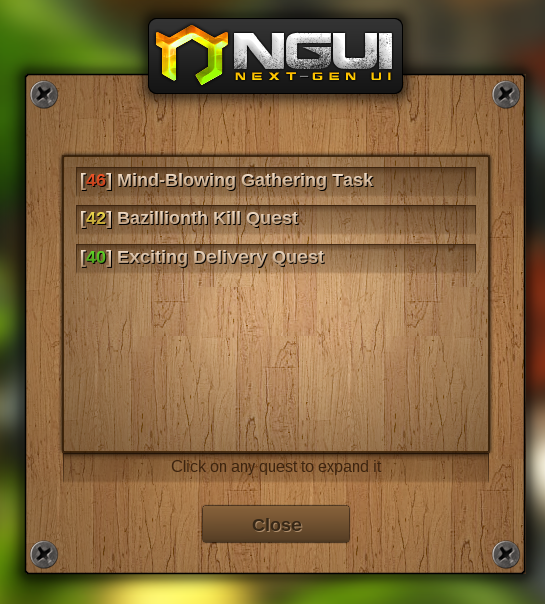 NGUI
NEXT-GEN UI
[46] Mind-Blowing Gathering Task
[42] Bazillionth Kill Quest
[40] Exciting Delivery Quest
Click on any quest to expand it
Close